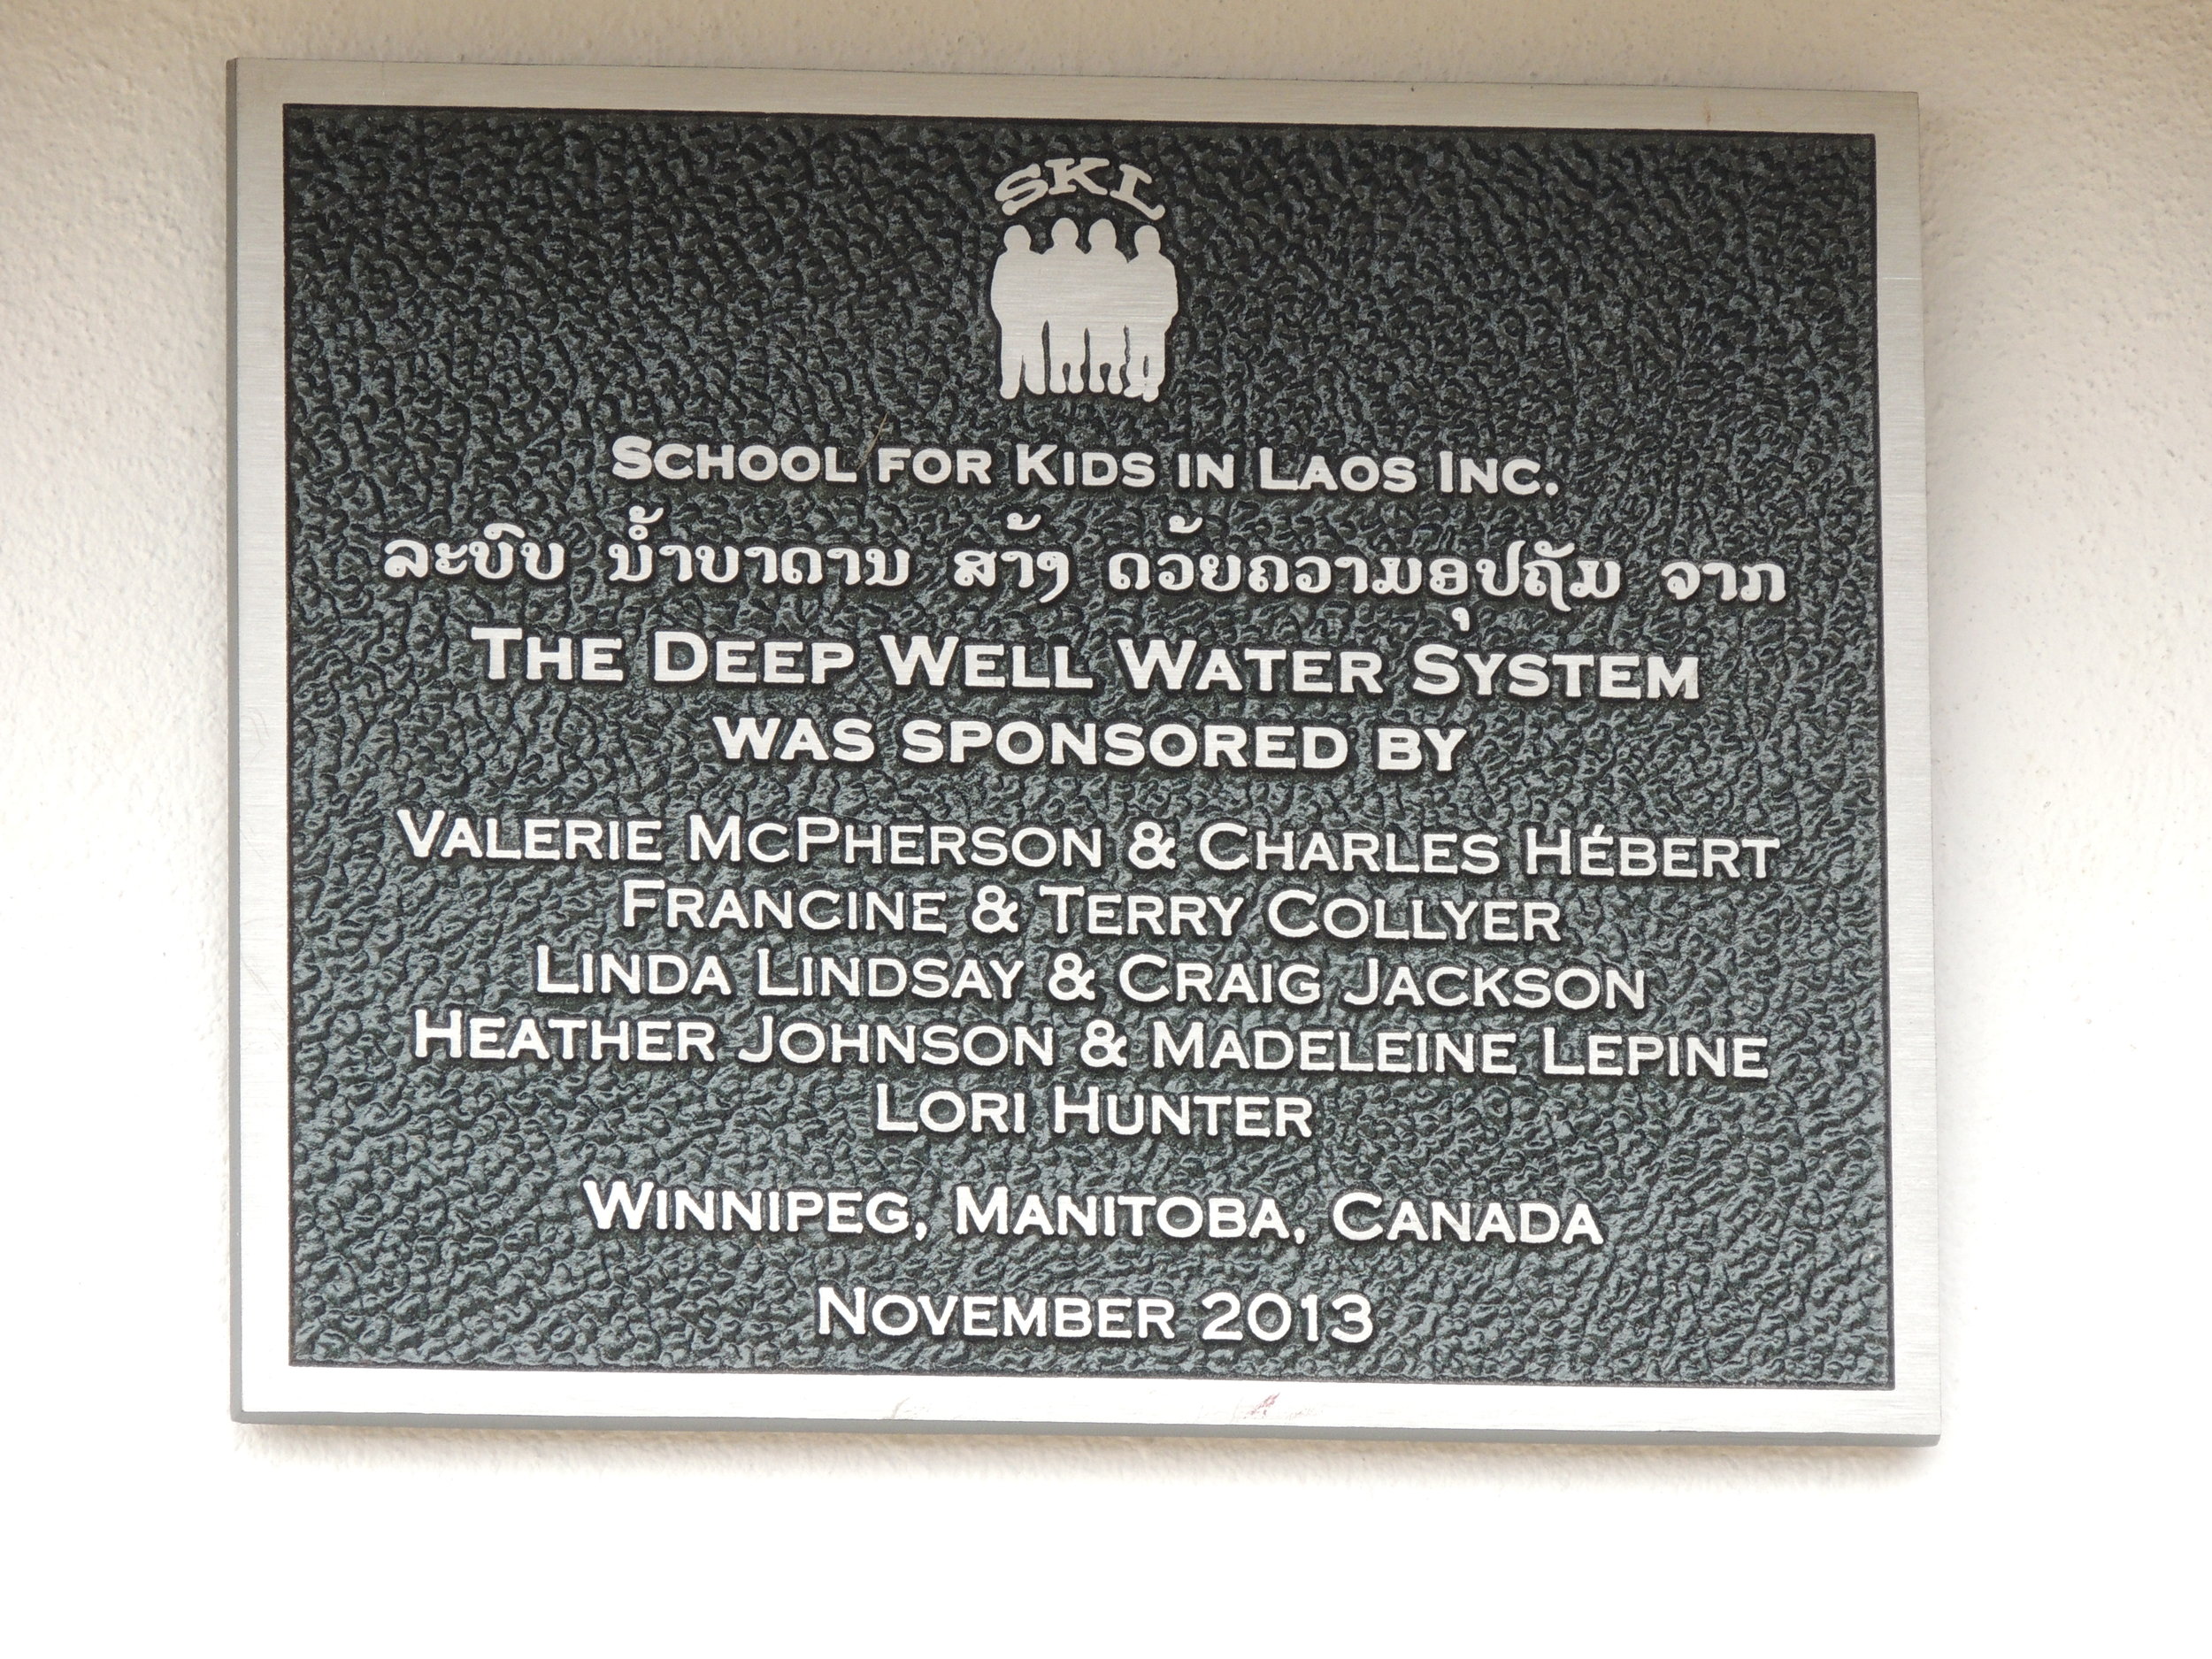 SKL
SCHOOL FOR KIDS IN LAOS INC.
ລະບົບ ນ້ຳບາດານ ສ້າງ ດ້ວຍຄວາມອຸປຖັມ ຈາກ
THE DEEP WELL WATER SYSTEM
WAS SPONSORED BY
VALERIE MCPHERSON & CHARLES HÉBERT
FRANCINE & TERRY COLLYER
LINDA LINDSAY & CRAIG JACKSON
HEATHER JOHNSON & MADELEINE LEPINE
LORI HUNTER
WINNIPEG, MANITOBA, CANADA
NOVEMBER 2013